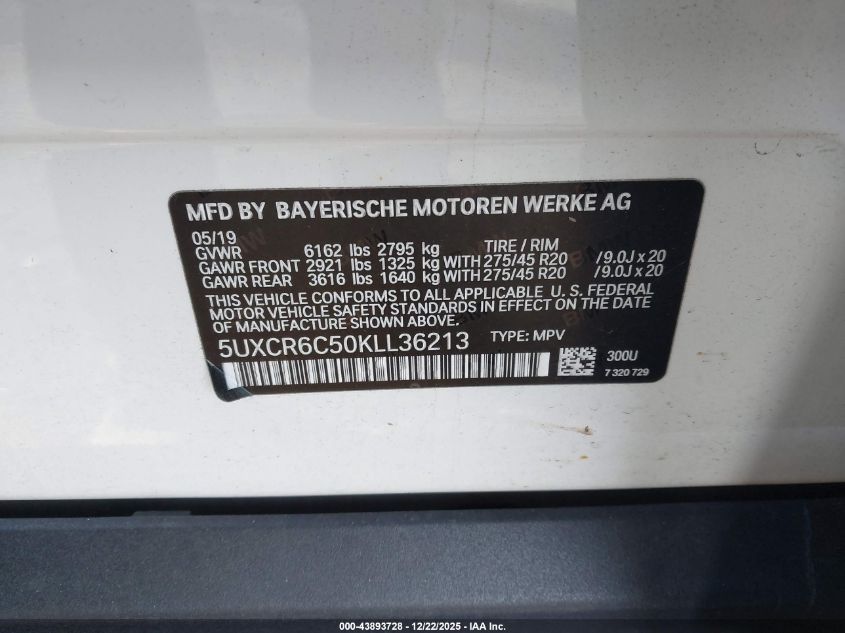 MFD BY BAYERISCHE MOTOREN WERKE AG
05/19
GVWR 6162 lbs 2795 kg TIRE / RIM
GAWR FRONT 2921 lbs 1325 kg WITH 275/45 R20 /9.0J x 20
GAWR REAR 3616 lbs 1640 kg WITH 275/45 R20 /9.0J x 20
THIS VEHICLE CONFORMS TO ALL APPLICABLE U. S. FEDERAL
MOTOR VEHICLE SAFETY STANDARDS IN EFFECT ON THE DATE
OF MANUFACTURE SHOWN ABOVE.
5UXCR6C50KLL36213 TYPE: MPV
300U
7 320 729
000-43893728 - 12/22/2025 - IAA Inc.